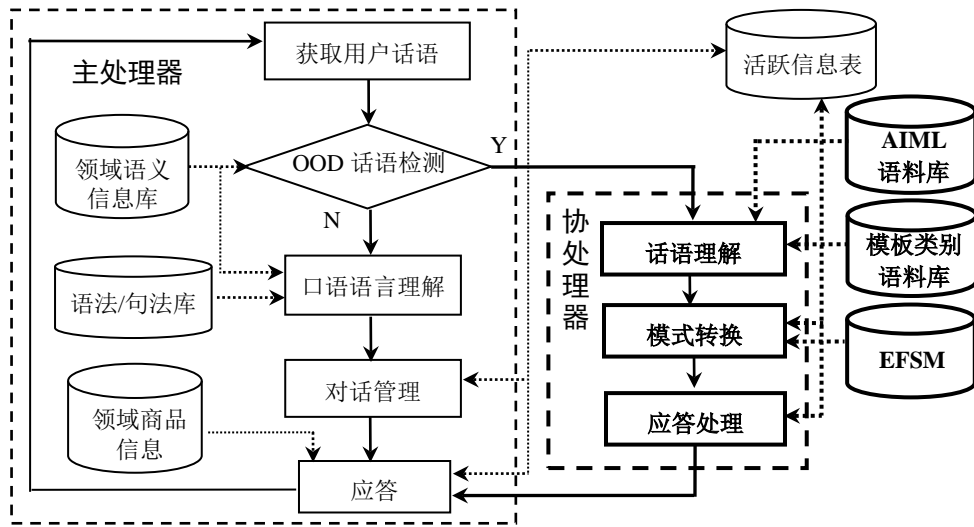 获取用户话语
主处理器
活跃信息表
OOD 话语检测
Y
N
领域语义
信息库
AIML
语料库
协处理器
话语理解
模板类别
语料库
语法/句法库
口语语言理解
模式转换
EFSM
对话管理
领域商品
信息
应答处理
应答